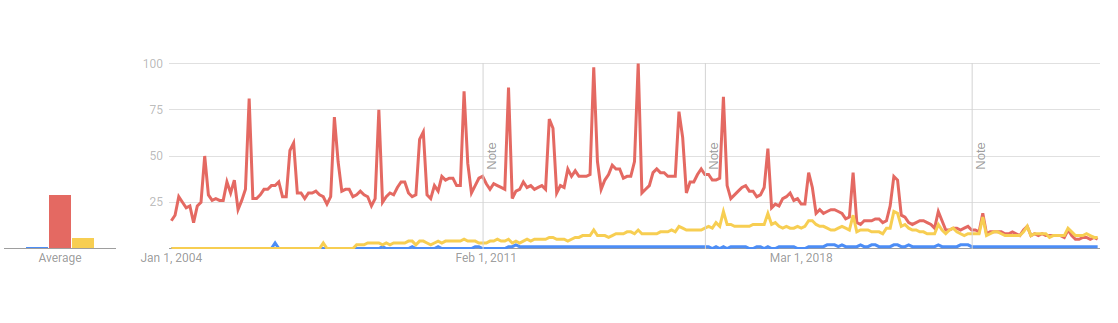 100
75
50
25
Note
Note
Note
Average
Jan 1, 2004
Feb 1, 2011
Mar 1, 2018